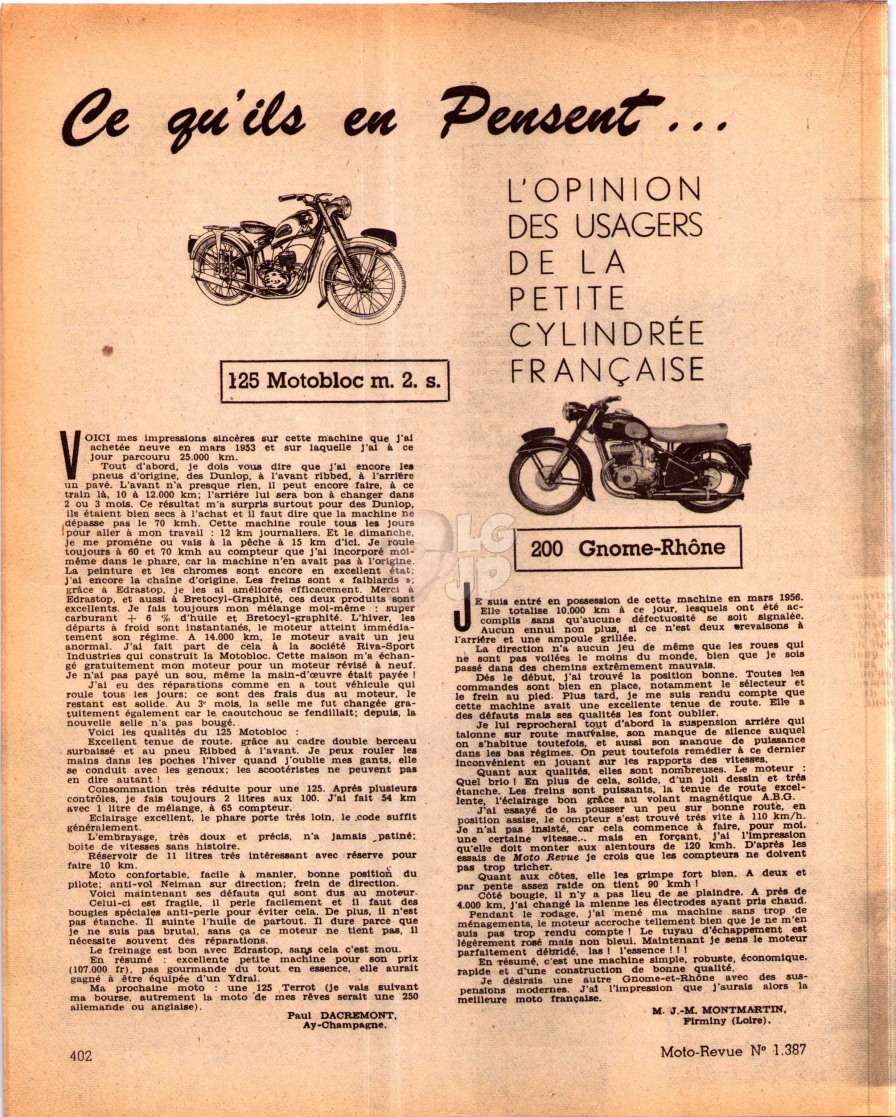 Ce qu'ils en Pensent...
L'OPINION
DES USAGERS
DE LA
PETITE
CYLINDRÉE
FRANÇAISE
125 Motobloc m. 2. s.
VOICI mes impressions sincères sur cette machine que j'ai
achetée neuve en mars 1953 et sur laquelle j'ai à ce
jour parcouru 25.000 km.
Tout d'abord, je dois vous dire que j'ai encore les
pneus d'origine, des Dunlop, à l'avant ribbed, à l'arrière
un pavé. L'avant n'a presque rien, il peut encore faire, à ce
train là, 10 à 12.000 km; l'arrière lui sera bon à changer dans
2 ou 3 mois. Ce résultat m'a surpris surtout pour des Dunlop,
ils étaient bien secs à l'achat et il faut dire que la machine ne
dépasse pas le 70 kmh. Cette machine roule tous les jours
pour aller à mon travail : 12 km journaliers. Et le dimanche,
je me promène ou vais à la pêche à 15 km d'ici. Je roule
toujours à 60 et 70 kmh au compteur que j'ai incorporé moi-
même dans le phare, car la machine n'en avait pas à l'origine.
La peinture et les chromes sont encore en excellent état;
j'ai encore la chaîne d'origine. Les freins sont « faiblards »;
grâce à Edrastop, je les ai améliorés efficacement. Merci à
Edrastop, et aussi à Bretocyl-Graphité, ces deux produits sont
excellents. Je fais toujours mon mélange moi-même : super
carburant + 6 % d'huile et Bretocyl-graphité. L'hiver, les
départs à froid sont instantanés, le moteur atteint immédia-
tement son régime. A 14.000 km, le moteur avait un jeu
anormal. J'ai fait part de cela à la société Riva-Sport
Industries qui construit la Motobloc. Cette maison m'a échan-
gé gratuitement mon moteur pour un moteur révisé à neuf.
Je n'ai pas payé un sou, même la main-d'œuvre était payée !
J'ai eu des réparations comme en a tout véhicule qui
roule tous les jours; ce sont des frais dus au moteur, le
restant est solide. Au 3e mois, la selle me fut changée gra-
tuitement également car le caoutchouc se fendillait; depuis, la
nouvelle selle n'a pas bougé.
Voici les qualités du 125 Motobloc :
Excellent tenue de route, grâce au cadre double berceau
surbaissé et au pneu Ribbed à l'avant. Je peux rouler les
mains dans les poches l'hiver quand j'oublie mes gants, elle
se conduit avec les genoux; les scootéristes ne peuvent pas
en dire autant !
Consommation très réduite pour une 125. Après plusieurs
contrôles, je fais toujours 2 litres aux 100. J'ai fait 54 km
avec 1 litre de mélange, à 65 compteur.
Eclairage excellent, le phare porte très loin, le code suffit
généralement.
L'embrayage, très doux et précis, n'a jamais patiné;
boîte de vitesses sans histoire.
Réservoir de 11 litres très intéressant avec réserve pour
faire 10 km.
Moto confortable, facile à manier, bonne position du
pilote; anti-vol Neiman sur direction; frein de direction.
Voici maintenant ses défauts qui sont dus au moteur.
Celui-ci est fragile, il perle facilement et il faut des
bougies spéciales anti-perle pour éviter cela. De plus, il n'est
pas étanche. Il suinte l'huile de partout. Il dure parce que
je ne suis pas brutal, sans ça ce moteur ne tient pas, il
nécessite souvent des réparations.
Le freinage est bon avec Edrastop, sans cela c'est mou.
En résumé : excellente petite machine pour son prix
(107.000 fr), pas gourmande du tout en essence, elle aurait
gagné à être équipée d'un Ydral.
Ma prochaine moto : une 125 Terrot (je vais suivant
ma bourse, autrement la moto de mes rêves serait une 250
allemande ou anglaise).
Paul DACREMONT,
Ay-Champagne.
200 Gnome-Rhône
JE suis entré en possession de cette machine en mars 1956.
Elle totalise 10.000 km à ce jour, lesquels ont été ac-
complis sans qu'aucune défectuosité se soit signalée.
Aucun ennui non plus, si ce n'est deux crevaisons à
l'arrière et une ampoule grillée.
La direction n'a aucun jeu de même que les roues qui
ne sont pas voilées le moins du monde, bien que je sois
passé dans des chemins extrêmement mauvais.
Dès le début, j'ai trouvé la position bonne. Toutes les
commandes sont bien en place, notamment le sélecteur et
le frein au pied. Plus tard, je me suis rendu compte que
cette machine avait une excellente tenue de route. Elle a
des défauts mais ses qualités les font oublier.
Je lui reprocherai tout d'abord la suspension arrière qui
talonne sur route mauvaise, son manque de silence auquel
on s'habitue toutefois, et aussi son manque de puissance
dans les bas régimes. On peut toutefois remédier à ce dernier
inconvénient en jouant sur les rapports des vitesses.
Quant aux qualités, elles sont nombreuses. Le moteur :
Quel brio ! En plus de cela, solide, d'un joli dessin et très
étanche. Les freins sont puissants, la tenue de route excel-
lente, l'éclairage bon grâce au volant magnétique A.B.G.
J'ai essayé de la pousser un peu sur bonne route, en
position assise, le compteur s'est trouvé très vite à 110 km/h.
Je n'ai pas insisté, car cela commence à faire, pour moi,
une certaine vitesse... mais en forçant, j'ai l'impression
qu'elle doit monter aux alentours de 120 kmh. D'après les
essais de Moto Revue je crois que les compteurs ne doivent
pas trop tricher.
Quant aux côtes, elle les grimpe fort bien. A deux et
par pente assez raide on tient 90 kmh !
Côté bougie, il n'y a pas lieu de se plaindre. A près de
4.000 km, j'ai changé la mienne les électrodes ayant pris chaud.
Pendant le rodage, j'ai mené ma machine sans trop de
ménagements, le moteur accroche tellement bien que je ne m'en
suis pas trop rendu compte ! Le tuyau d'échappement est
légèrement rosé mais non bleui. Maintenant je sens le moteur
parfaitement débridé, las ! l'essence ! ! !
En résumé, c'est une machine simple, robuste, économique,
rapide et d'une construction de bonne qualité.
Je désirais une autre Gnome-et-Rhône avec des sus-
pensions modernes. J'ai l'impression que j'aurais alors la
meilleure moto française.
M. J.-M. MONTMARTIN,
Firminy (Loire).
402
Moto-Revue N° 1.387
LG
JP